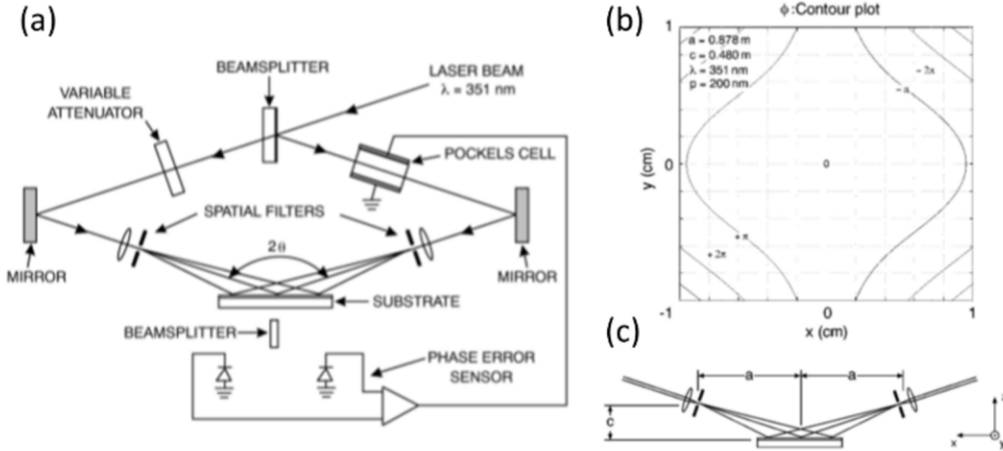 (a)
BEAMSPLITTER
LASER BEAM
λ = 351 nm
VARIABLE
ATTENUATOR
POCKELS CELL
SPATIAL FILTERS
2θ
MIRROR
MIRROR
SUBSTRATE
BEAMSPLITTER
PHASE ERROR
SENSOR
(b)
ϕ:Contour plot
a = 0.878 m
c = 0.480 m
λ = 351 nm
p = 200 nm
- 2π
- π
0
π
2π
1
0
-1
0
1
y (cm)
x (cm)
(c)
a
a
c
x
y